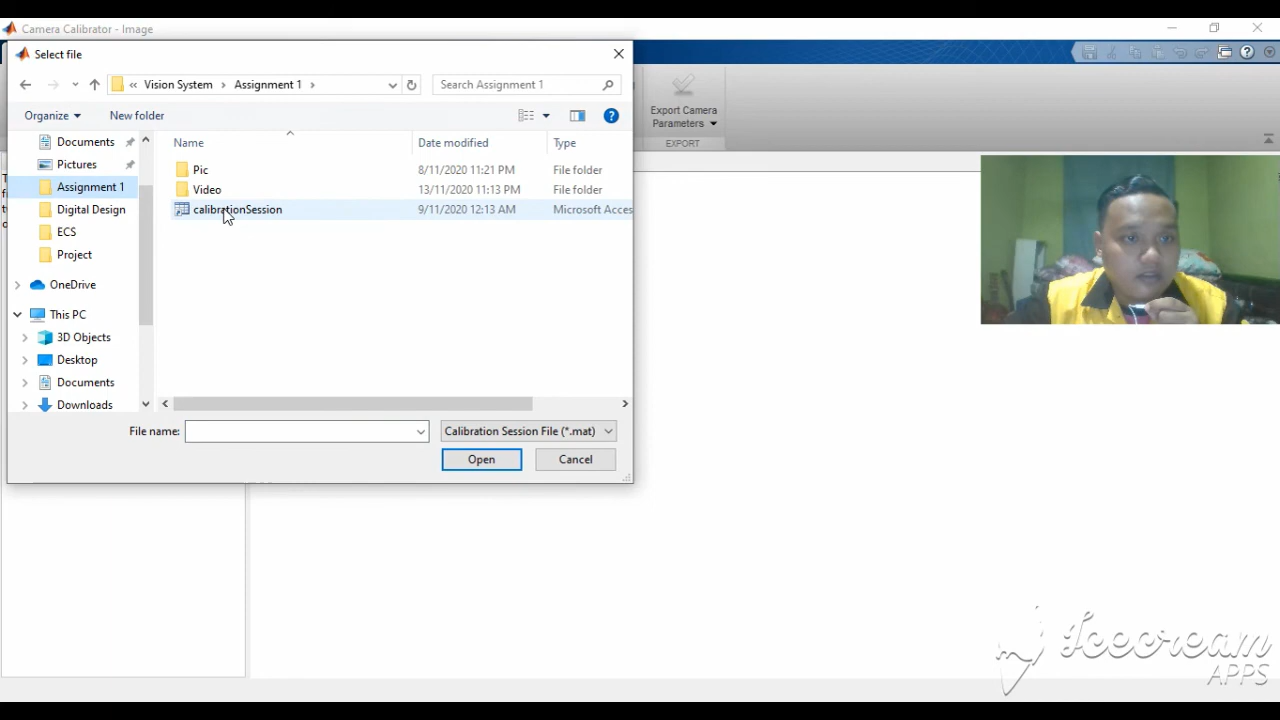 Camera Calibrator - Image
Select file
« Vision System › Assignment 1 ›
Search Assignment 1
Organize
New folder
Export Camera
Parameters
EXPORT
Documents
Pictures
Assignment 1
Digital Design
ECS
Project
OneDrive
This PC
3D Objects
Desktop
Documents
Downloads
Name Date modified Type
Pic 8/11/2020 11:21 PM File folder
Video 13/11/2020 11:13 PM File folder
calibrationSession 9/11/2020 12:13 AM Microsoft Acces
File name:
Calibration Session File (*.mat)
Open
Cancel
Icecream
APPS